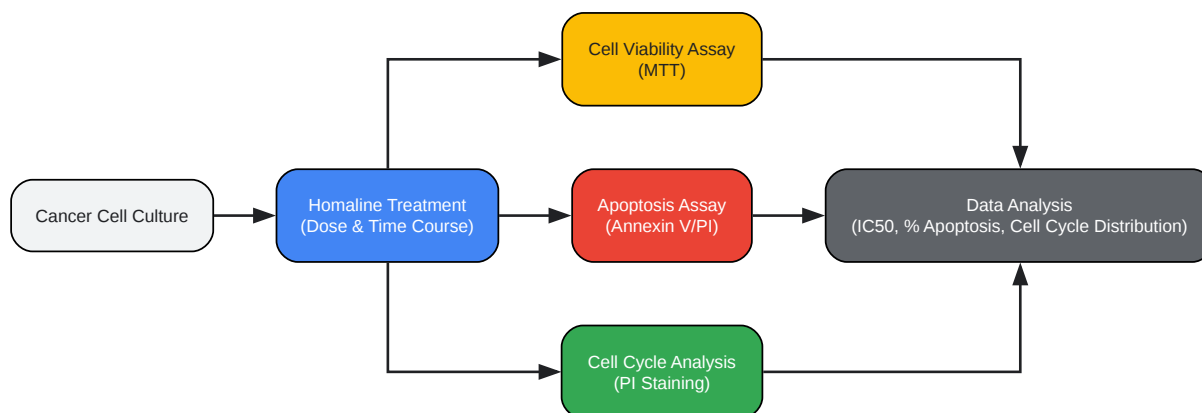 Cell Viability Assay
(MTT)
Cancer Cell Culture
Homaline Treatment
(Dose & Time Course)
Apoptosis Assay
(Annexin V/PI)
Data Analysis
(IC50, % Apoptosis, Cell Cycle Distribution)
Cell Cycle Analysis
(PI Staining)